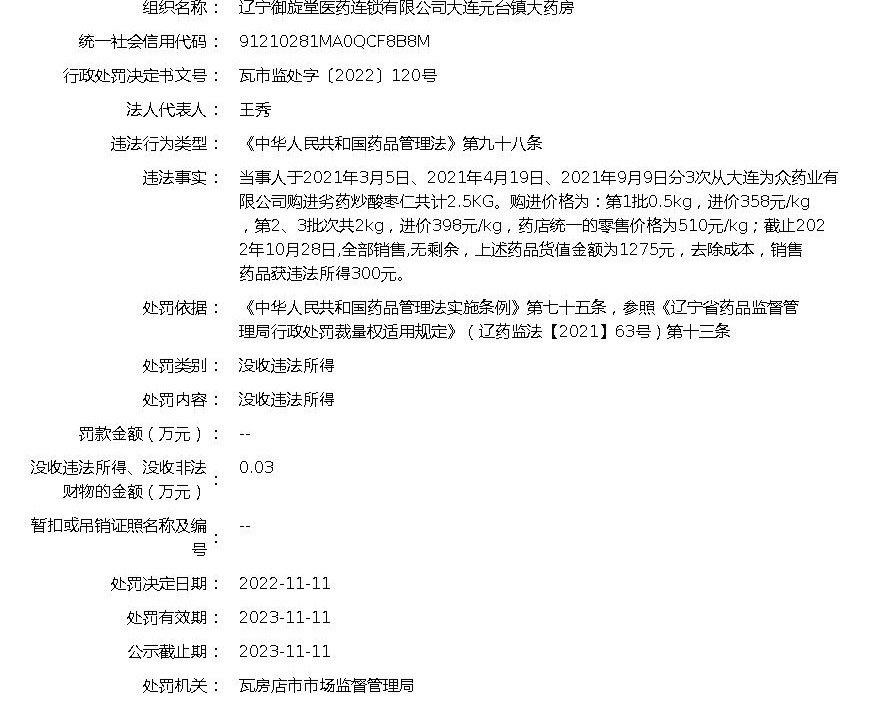 组织名称： 辽宁御旋堂医药连锁有限公司大连元台镇大药房
统一社会信用代码： 91210281MA0QCF8B8M
行政处罚决定书文号： 瓦市监处字〔2022〕120号
法人代表人： 王秀
违法行为类型： 《中华人民共和国药品管理法》第九十八条
违法事实： 当事人于2021年3月5日、2021年4月19日、2021年9月9日分3次从大连为众药业有
限公司购进劣药炒酸枣仁共计2.5KG。购进价格为：第1批0.5kg，进价358元/kg
，第2、3批次共2kg，进价398元/kg，药店统一的零售价格为510元/kg；截止202
2年10月28日,全部销售,无剩余，上述药品货值金额为1275元，去除成本，销售
药品获违法所得300元。
处罚依据： 《中华人民共和国药品管理法实施条例》第七十五条，参照《辽宁省药品监督管
理局行政处罚裁量权适用规定》（辽药监法【2021】63号）第十三条
处罚类别： 没收违法所得
处罚内容： 没收违法所得
罚款金额（万元）： --
没收违法所得、没收非法
财物的金额（万元）： 0.03
暂扣或吊销证照名称及编
号： --
处罚决定日期： 2022-11-11
处罚有效期： 2023-11-11
公示截止期： 2023-11-11
处罚机关： 瓦房店市市场监督管理局